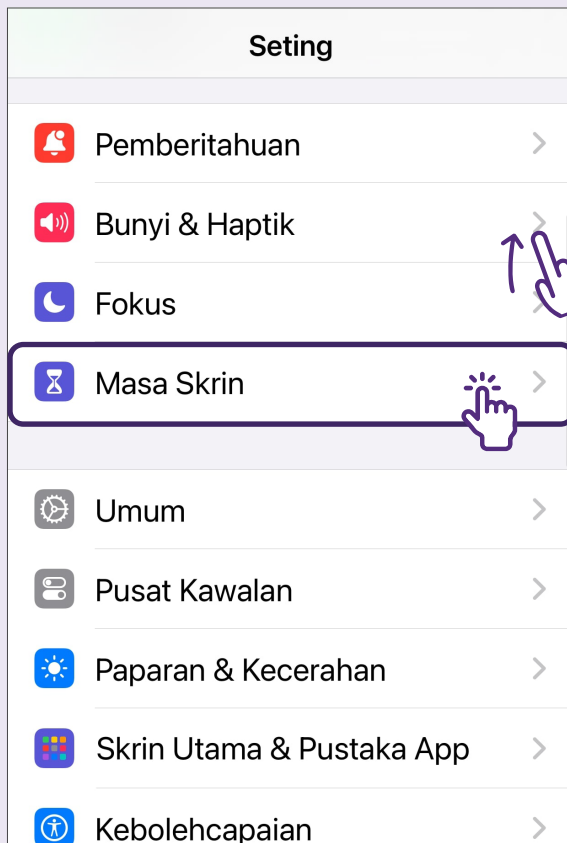 Seting
Pemberitahuan
Bunyi & Haptik
Fokus
Masa Skrin
Umum
Pusat Kawalan
Paparan & Kecerahan
Skrin Utama & Pustaka App
Kebolehcapaian